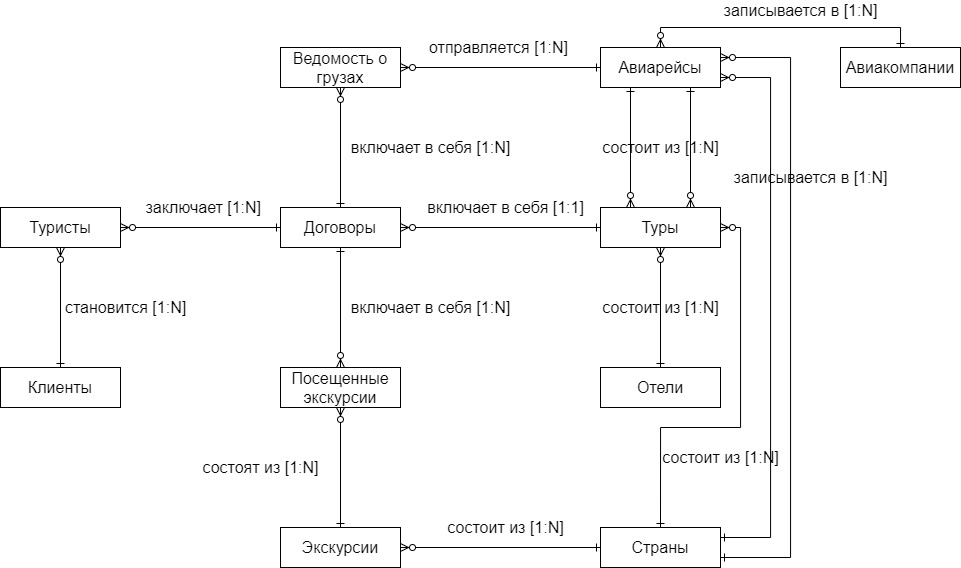 записывается в [1:N]
Ведомость о
грузах
отправляется [1:N]
Авиарейсы
Авиакомпании
включает в себя [1:N]
состоит из [1:N]
записывается в [1:N]
Туристы
заключает [1:N]
Договоры
включает в себя [1:1]
Туры
становится [1:N]
включает в себя [1:N]
состоит из [1:N]
Клиенты
Посещенные
экскурсии
Отели
состоят из [1:N]
состоит из [1:N]
Экскурсии
состоит из [1:N]
Страны